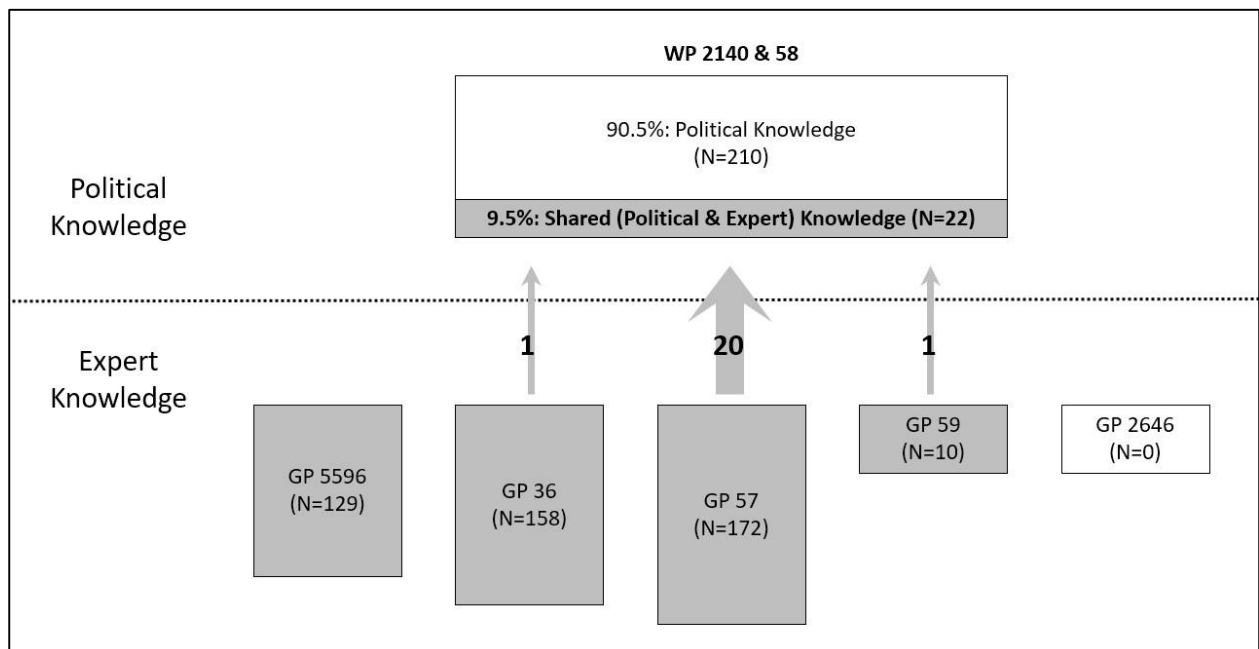 WP 2140 & 58
90.5%: Political Knowledge
(N=210)
Political
Knowledge
9.5%: Shared (Political & Expert) Knowledge (N=22)
1
20
1
Expert
Knowledge
GP 5596
(N=129)
GP 36
(N=158)
GP 57
(N=172)
GP 59
(N=10)
GP 2646
(N=0)